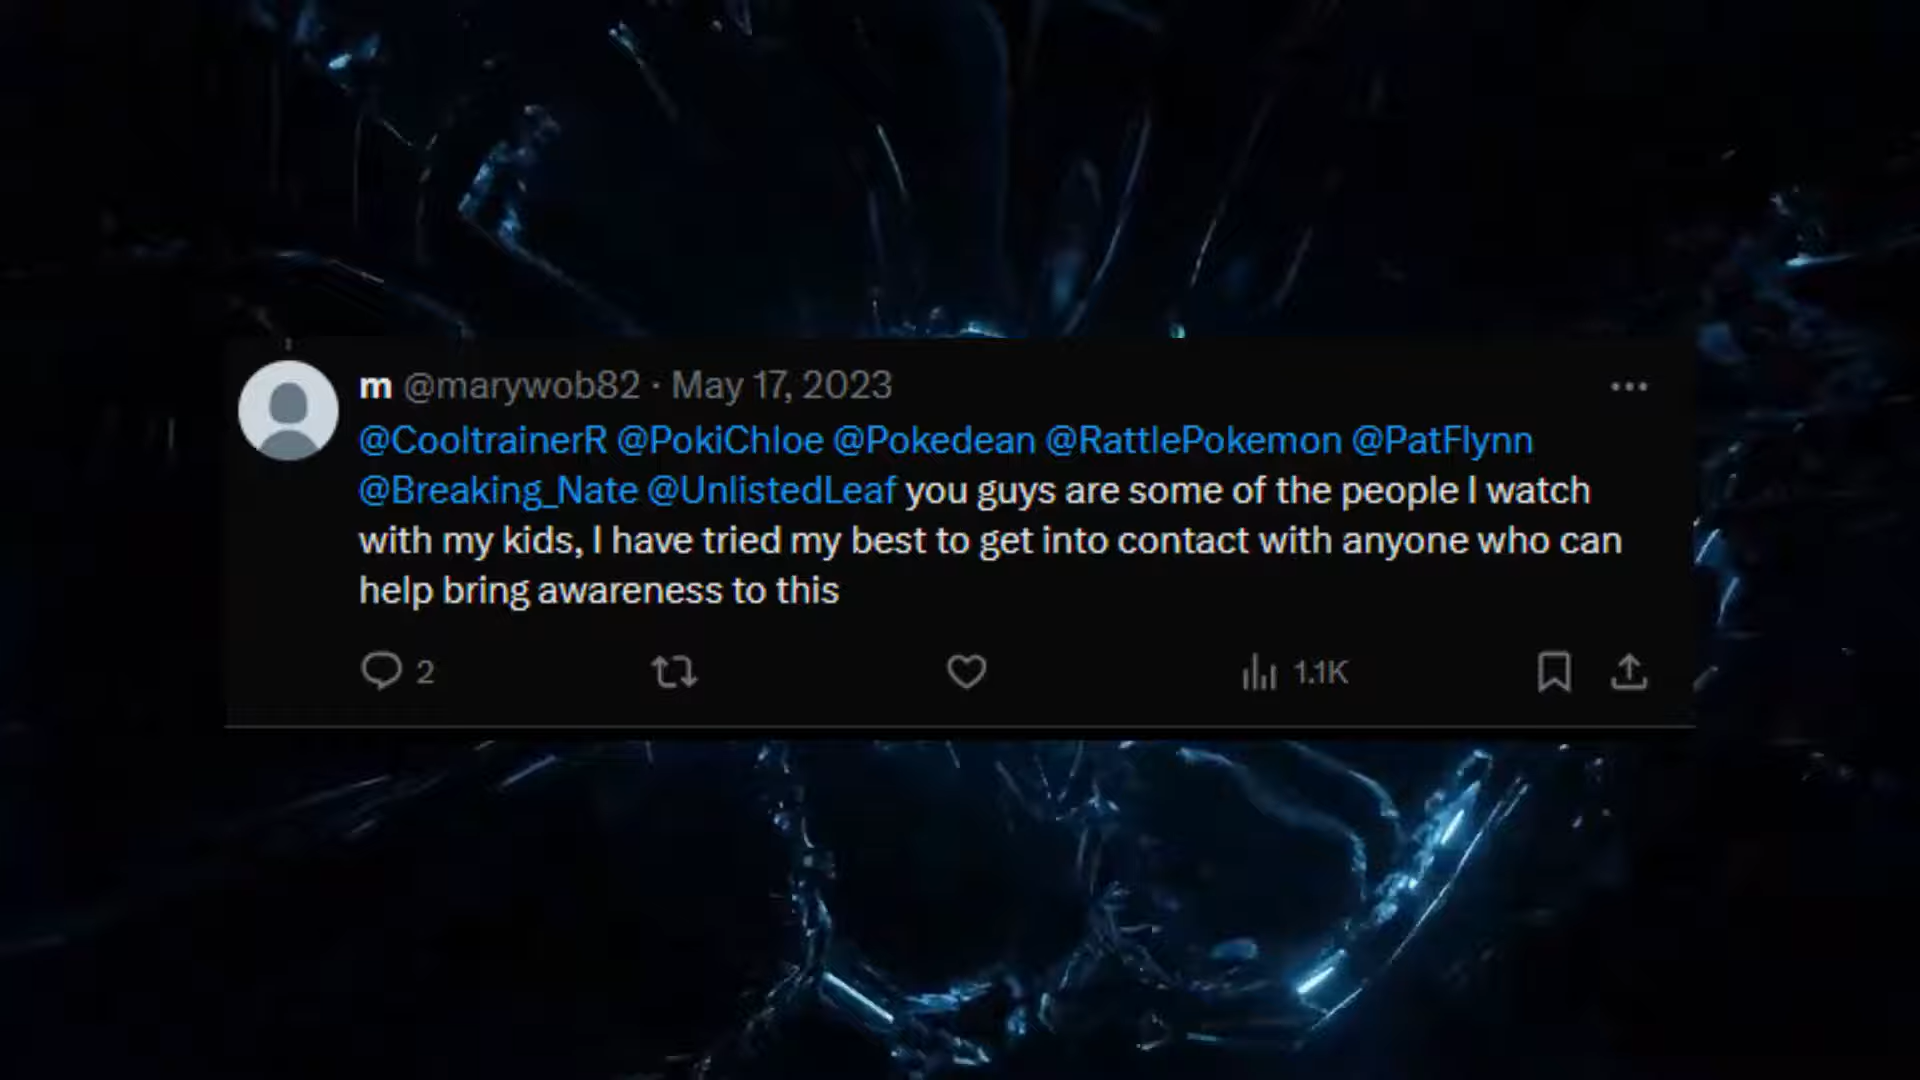 m @marywob82 · May 17, 2023
@CooltrainerR @PokiChloe @Pokedean @RattlePokemon @PatFlynn
@Breaking_Nate @UnlistedLeaf you guys are some of the people I watch
with my kids, I have tried my best to get into contact with anyone who can
help bring awareness to this
2 1.1K